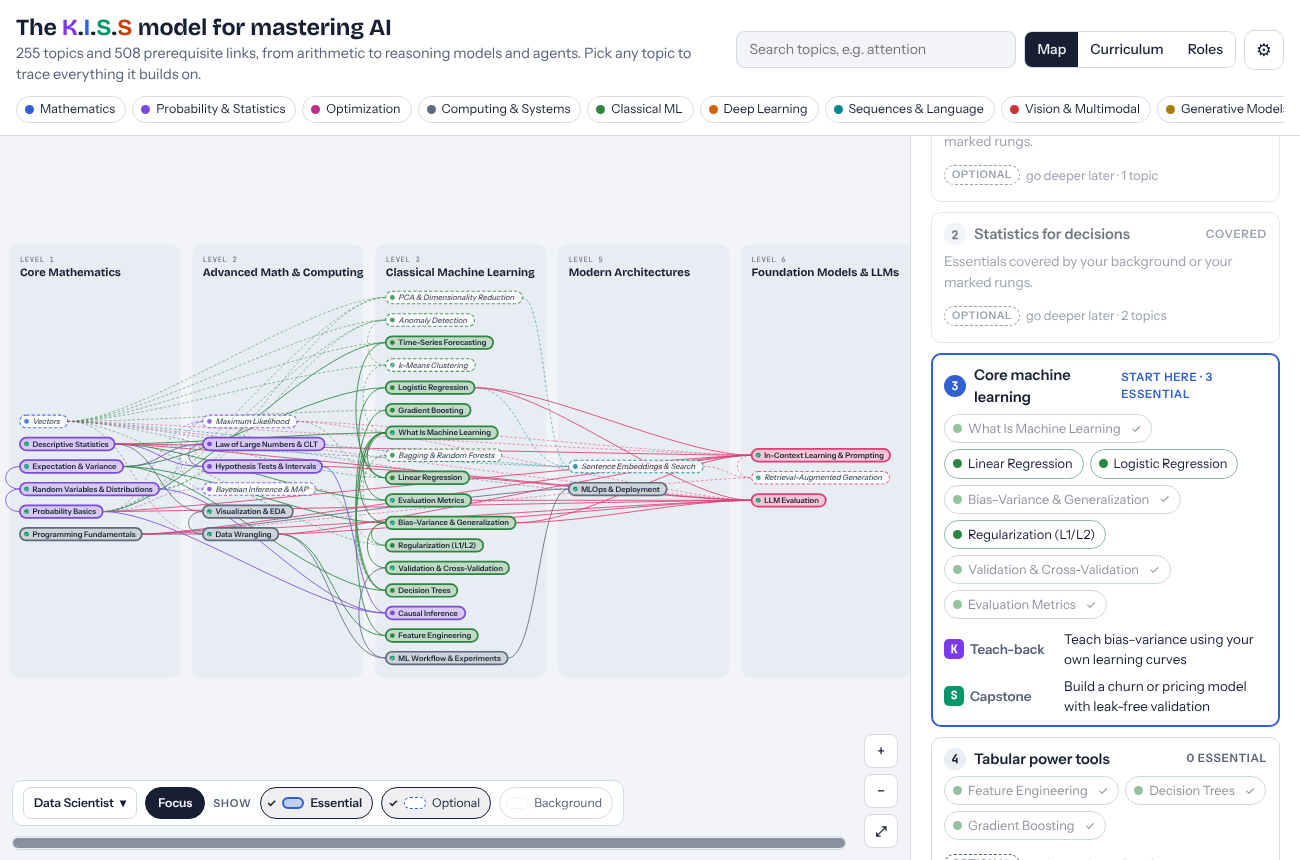 The K.I.S.S model for mastering AI
255 topics and 508 prerequisite links, from arithmetic to reasoning models and agents. Pick any topic to
trace everything it builds on.
Search topics, e.g. attention
Map Curriculum Roles
Mathematics
Probability & Statistics
Optimization
Computing & Systems
Classical ML
Deep Learning
Sequences & Language
Vision & Multimodal
Generative Models
LEVEL 1
Core Mathematics
Vectors
Descriptive Statistics
Expectation & Variance
Random Variables & Distributions
Probability Basics
Programming Fundamentals
LEVEL 2
Advanced Math & Computing
Maximum Likelihood
Law of Large Numbers & CLT
Hypothesis Tests & Intervals
Bayesian Inference & MAP
Visualization & EDA
Data Wrangling
LEVEL 3
Classical Machine Learning
PCA & Dimensionality Reduction
Anomaly Detection
Time-Series Forecasting
k-Means Clustering
Logistic Regression
Gradient Boosting
What Is Machine Learning
Bagging & Random Forests
Linear Regression
Evaluation Metrics
Bias–Variance & Generalization
Regularization (L1/L2)
Validation & Cross-Validation
Decision Trees
Causal Inference
Feature Engineering
ML Workflow & Experiments
LEVEL 5
Modern Architectures
Sentence Embeddings & Search
MLOps & Deployment
LEVEL 6
Foundation Models & LLMs
In-Context Learning & Prompting
Retrieval-Augmented Generation
LLM Evaluation
Data Scientist ▾
Focus
SHOW
✓ Essential
✓ Optional
Background
+
−
marked rungs.
OPTIONAL go deeper later · 1 topic
2 Statistics for decisions COVERED
Essentials covered by your background or your
marked rungs.
OPTIONAL go deeper later · 2 topics
3 Core machine
learning
START HERE · 3
ESSENTIAL
What Is Machine Learning ✓
Linear Regression Logistic Regression
Bias–Variance & Generalization ✓
Regularization (L1/L2)
Validation & Cross-Validation ✓
Evaluation Metrics ✓
K Teach-back
Teach bias–variance using your
own learning curves
S Capstone
Build a churn or pricing model
with leak-free validation
4 Tabular power tools 0 ESSENTIAL
Feature Engineering ✓ Decision Trees ✓
Gradient Boosting ✓